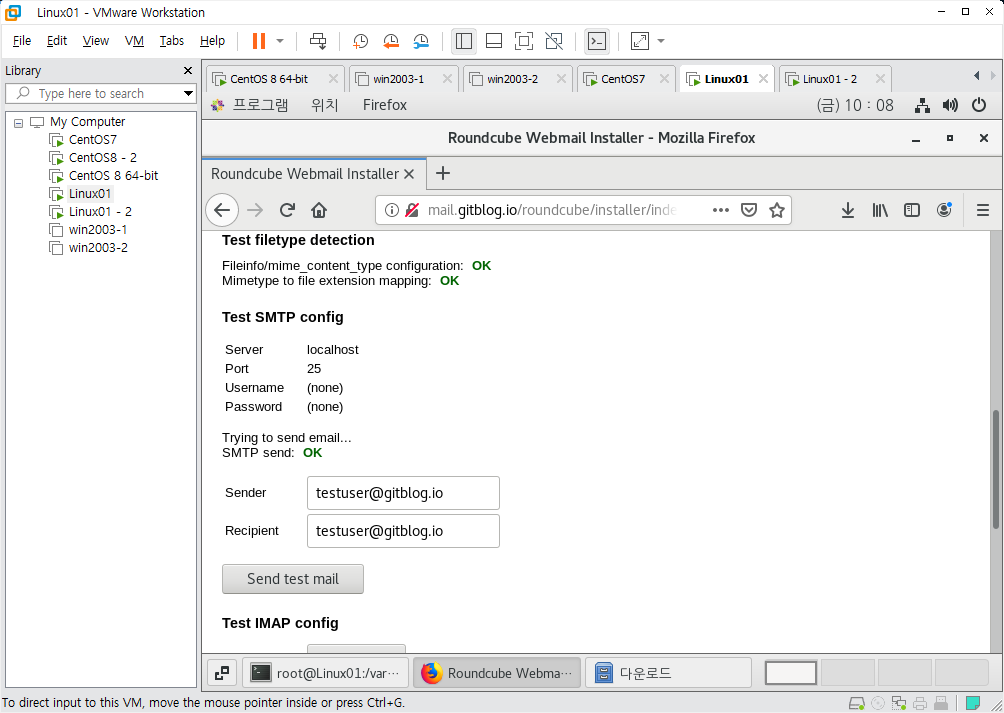 Linux01 - VMware Workstation
File Edit View VM Tabs Help
Library
Type here to search
My Computer
CentOS7
CentOS8 - 2
CentOS 8 64-bit
Linux01
Linux01 - 2
win2003-1
win2003-2
CentOS 8 64-bit win2003-1 win2003-2 CentOS7 Linux01 Linux01 - 2
프로그램 위치 Firefox (금) 10 : 08
Roundcube Webmail Installer - Mozilla Firefox
Roundcube Webmail Installer
mail.gitblog.io/roundcube/installer/inde
Test filetype detection
Fileinfo/mime_content_type configuration: OK
Mimetype to file extension mapping: OK
Test SMTP config
Server localhost
Port 25
Username (none)
Password (none)
Trying to send email...
SMTP send: OK
Sender testuser@gitblog.io
Recipient testuser@gitblog.io
Send test mail
Test IMAP config
root@Linux01:/var··· Roundcube Webma··· 다운로드
To direct input to this VM, move the mouse pointer inside or press Ctrl+G.